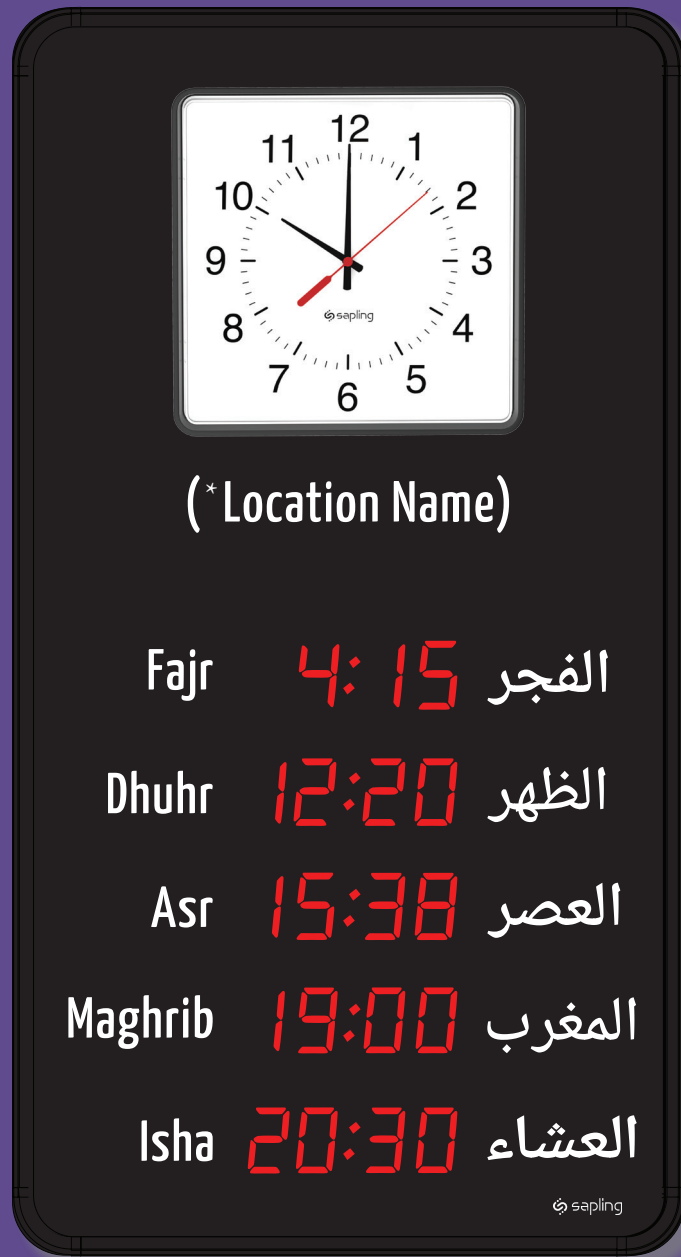 12
11 1
10 2
9 3
8 4
sapling
7 5
6
(*Location Name)
Fajr 4:15 الفجر
Dhuhr 12:20 الظهر
Asr 15:38 العصر
Maghrib 19:00 المغرب
Isha 20:30 العشاء
sapling